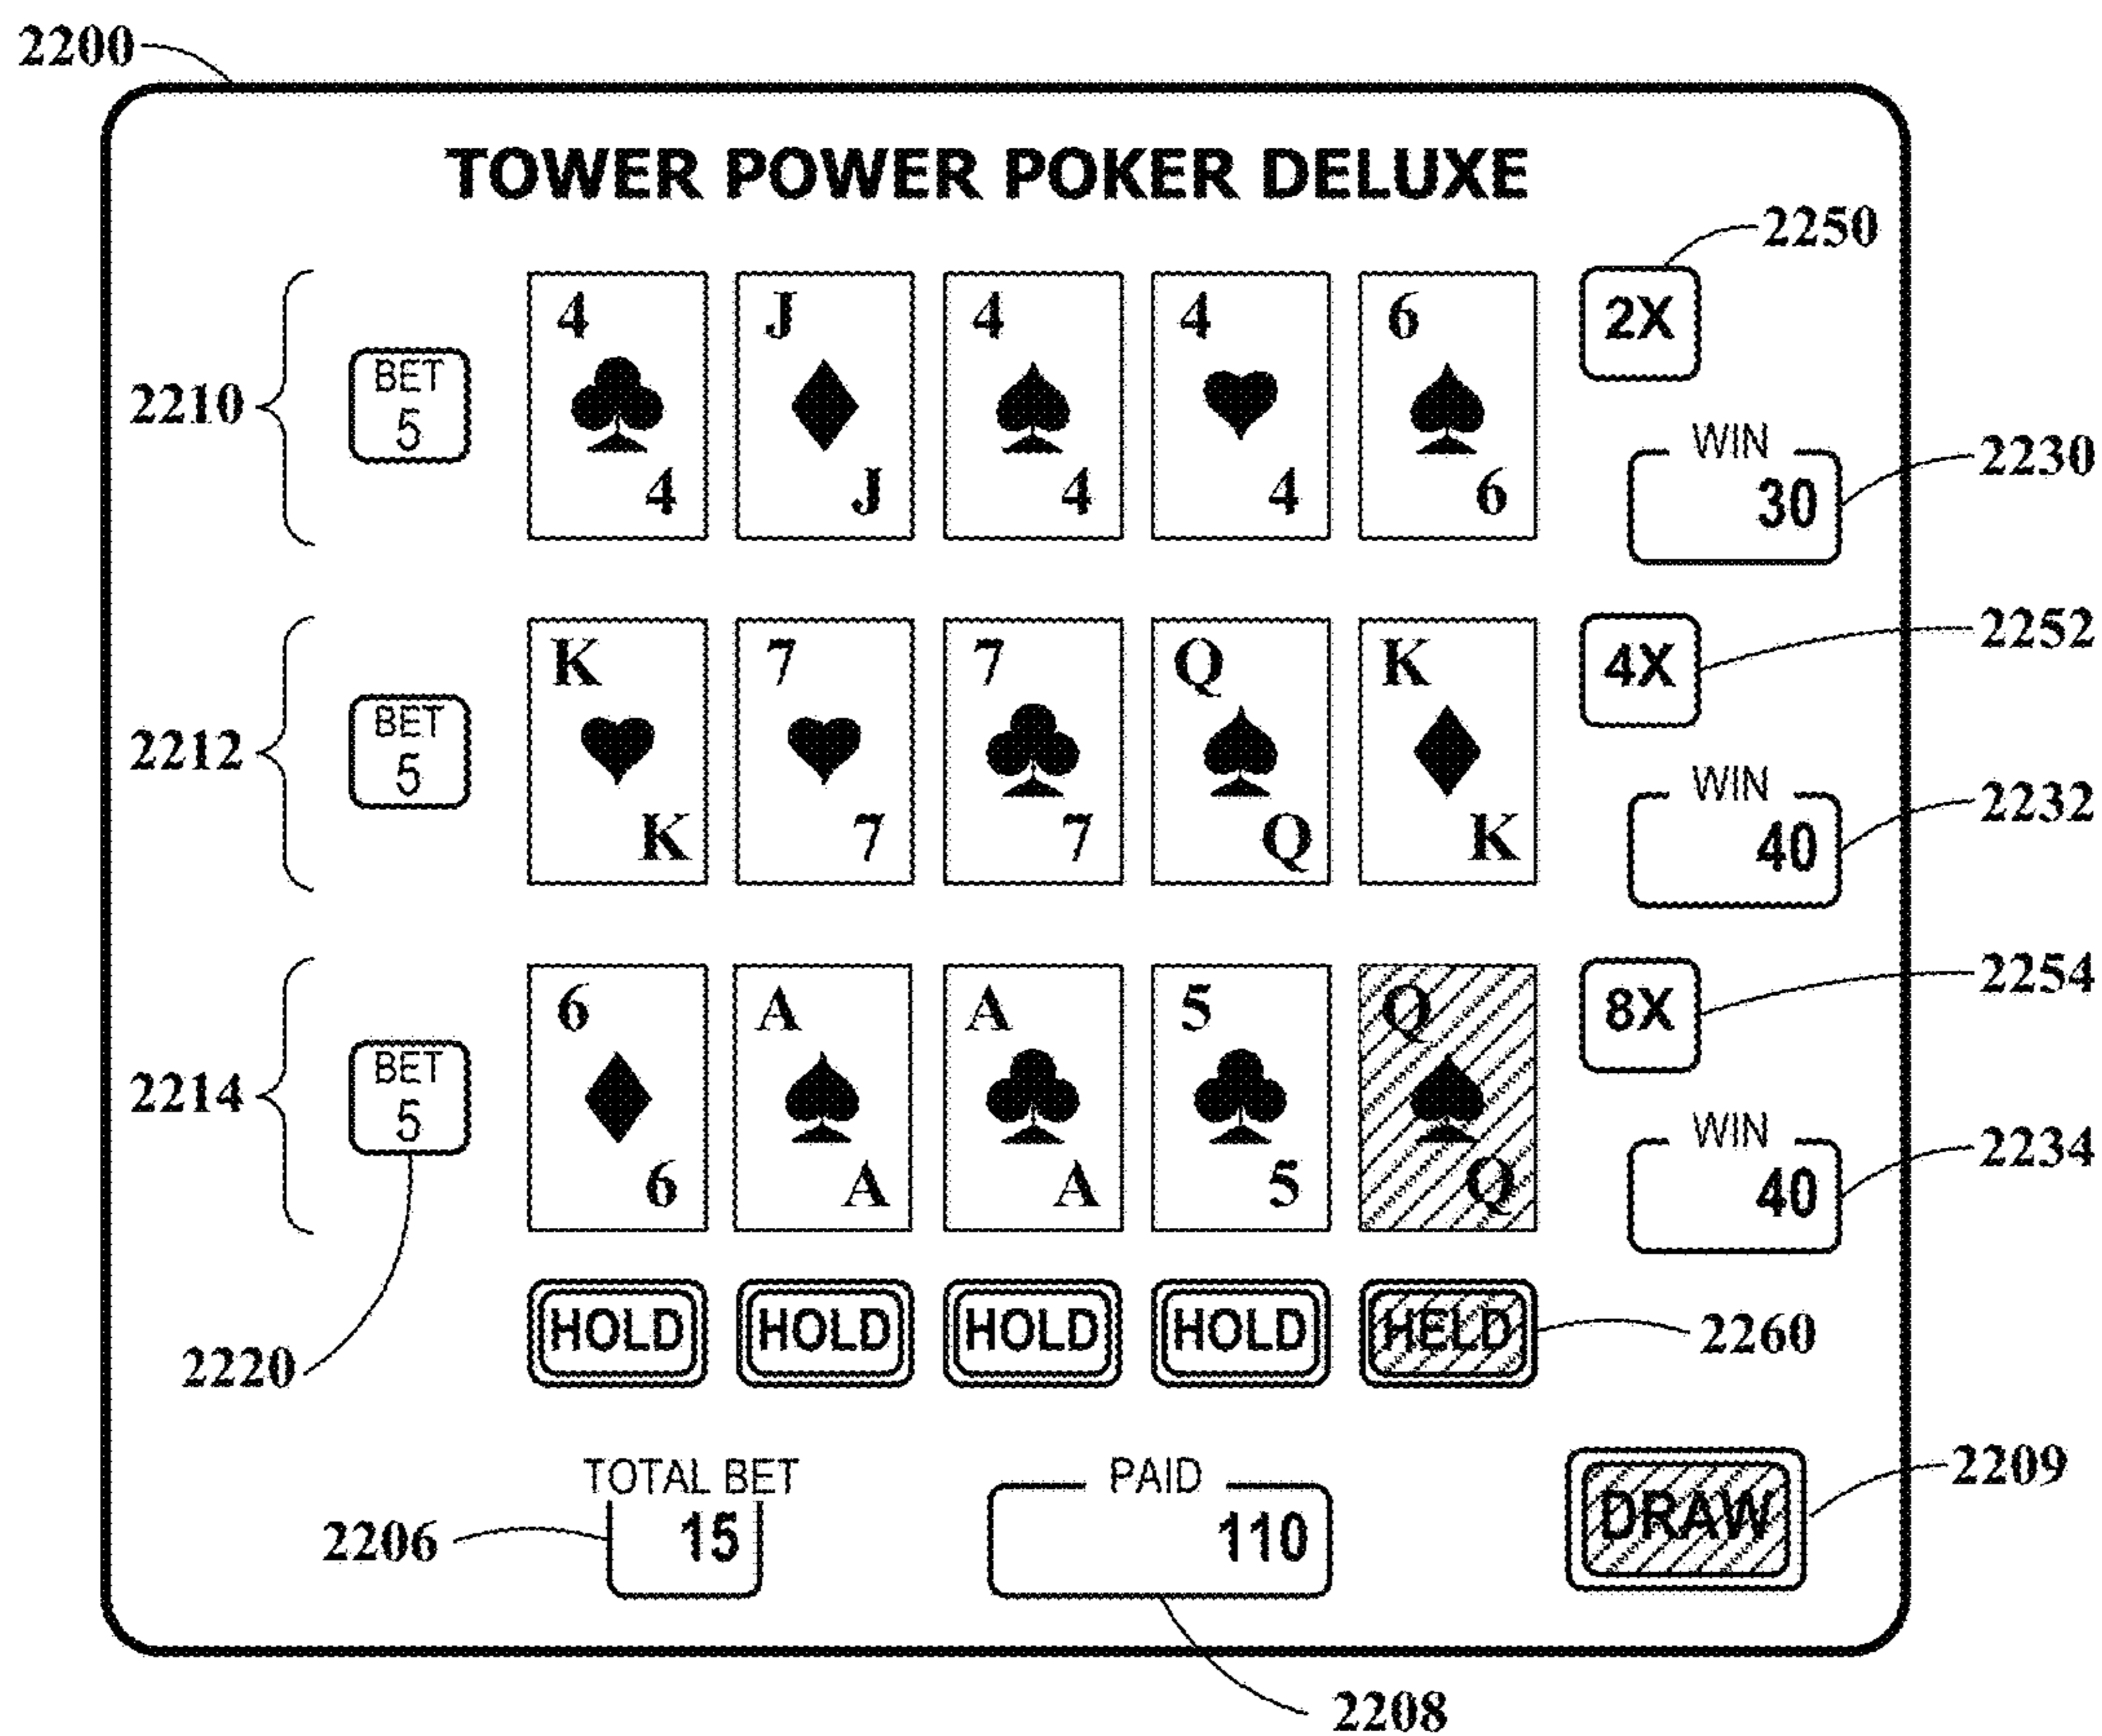 2200
TOWER POWER POKER DELUXE
2250
2210
BET
5
4 J 4 4 6
4 J 4 4 6
2X
WIN
30
2230
2212
BET
5
K 7 7 Q K
K 7 7 Q K
4X
2252
WIN
40
2232
2214
BET
5
6 A A 5 Q
6 A A 5 Q
8X
2254
WIN
40
2234
2220
HOLD HOLD HOLD HOLD HELD
2260
TOTAL BET
15
2206
PAID
110
2208
DRAW
2209